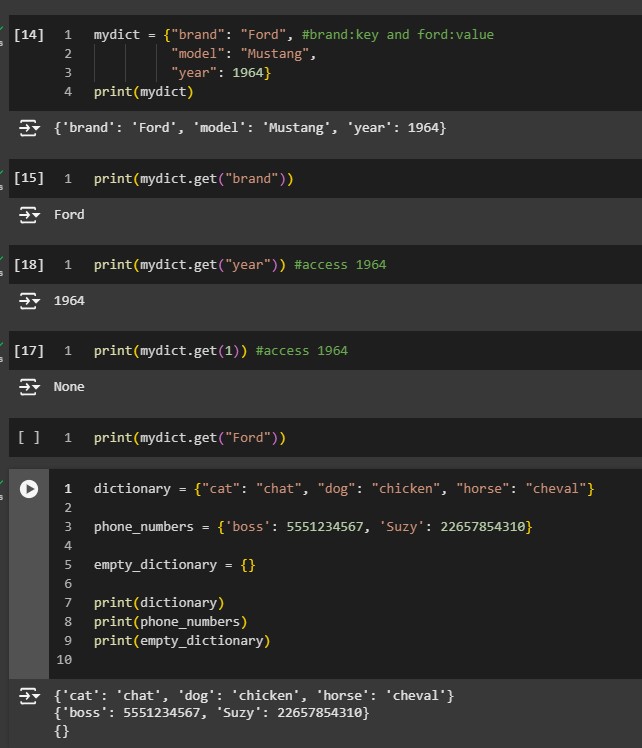 [14] 1 mydict = {"brand": "Ford", #brand:key and ford:value
2 "model": "Mustang",
3 "year": 1964}
4 print(mydict)
{'brand': 'Ford', 'model': 'Mustang', 'year': 1964}
[15] 1 print(mydict.get("brand"))
Ford
[18] 1 print(mydict.get("year")) #access 1964
1964
[17] 1 print(mydict.get(1)) #access 1964
None
[ ] 1 print(mydict.get("Ford"))
1 dictionary = {"cat": "chat", "dog": "chicken", "horse": "cheval"}
2
3 phone_numbers = {'boss': 5551234567, 'Suzy': 22657854310}
4
5 empty_dictionary = {}
6
7 print(dictionary)
8 print(phone_numbers)
9 print(empty_dictionary)
10
{'cat': 'chat', 'dog': 'chicken', 'horse': 'cheval'}
{'boss': 5551234567, 'Suzy': 22657854310}
{}